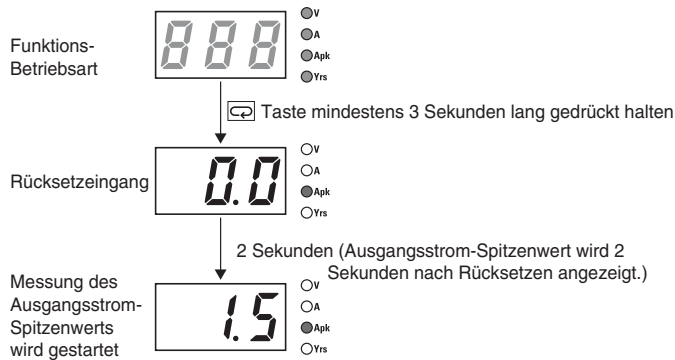 Funktions-
Betriebsart
888
V
A
Apk
Yrs
Taste mindestens 3 Sekunden lang gedrückt halten
Rücksetzeingang
0.0
V
A
Apk
Yrs
2 Sekunden (Ausgangsstrom-Spitzenwert wird 2
Sekunden nach Rücksetzen angezeigt.)
Messung des
Ausgangsstrom-
Spitzenwerts
wird gestartet
1.5
V
A
Apk
Yrs